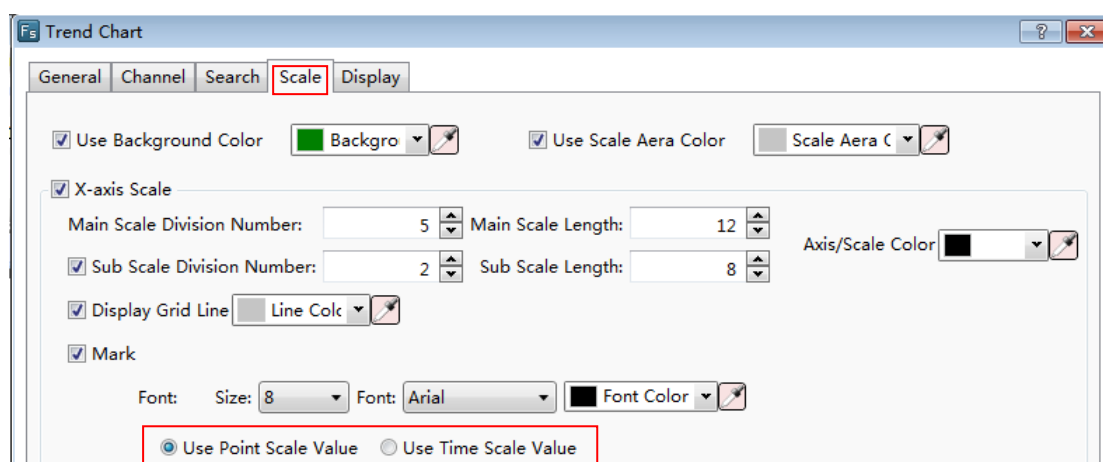 Fs Trend Chart ?
General Channel Search Scale Display
Use Background Color Backgro Use Scale Aera Color Scale Aera C
X-axis Scale
Main Scale Division Number: 5 Main Scale Length: 12
Axis/Scale Color
Sub Scale Division Number: 2 Sub Scale Length: 8
Display Grid Line Line Colc
Mark
Font: Size: 8 Font: Arial Font Color
Use Point Scale Value Use Time Scale Value